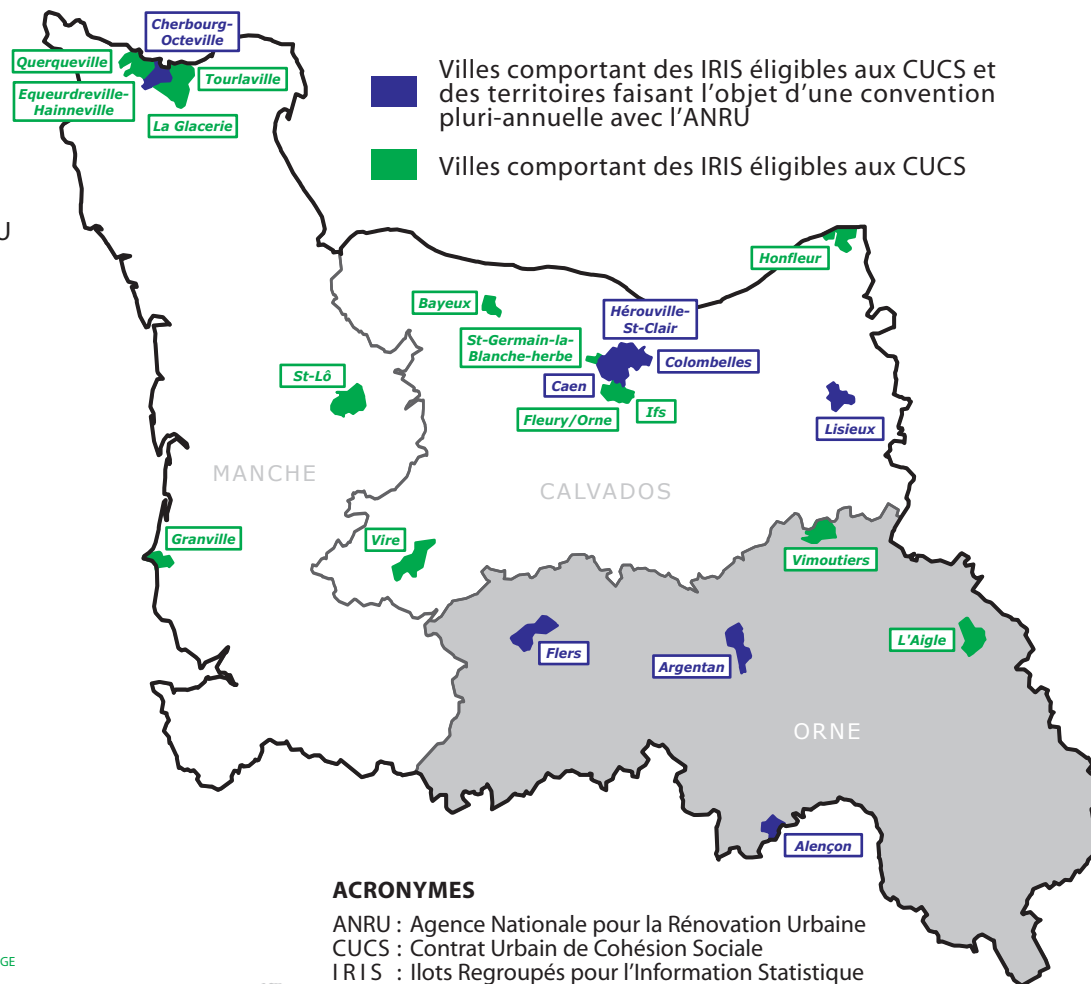 Cherbourg-
Octeville
Querqueville
Tourlaville
Equeurdreville-
Hainneville
La Glacerie
Villes comportant des IRIS éligibles aux CUCS et
des territoires faisant l'objet d'une convention
pluri-annuelle avec l'ANRU
Villes comportant des IRIS éligibles aux CUCS
U
Honfleur
Bayeux
Hérouville-
St-Clair
St-Germain-la-
Blanche-herbe
Colombelles
St-Lô
Caen
Fleury/Orne
Ifs
Lisieux
MANCHE
CALVADOS
Granville
Vire
Vimoutiers
Flers
Argentan
L'Aigle
ORNE
Alençon
ACRONYMES
ANRU : Agence Nationale pour la Rénovation Urbaine
CUCS : Contrat Urbain de Cohésion Sociale
IRIS : Ilots Regroupés pour l'Information Statistique
GE